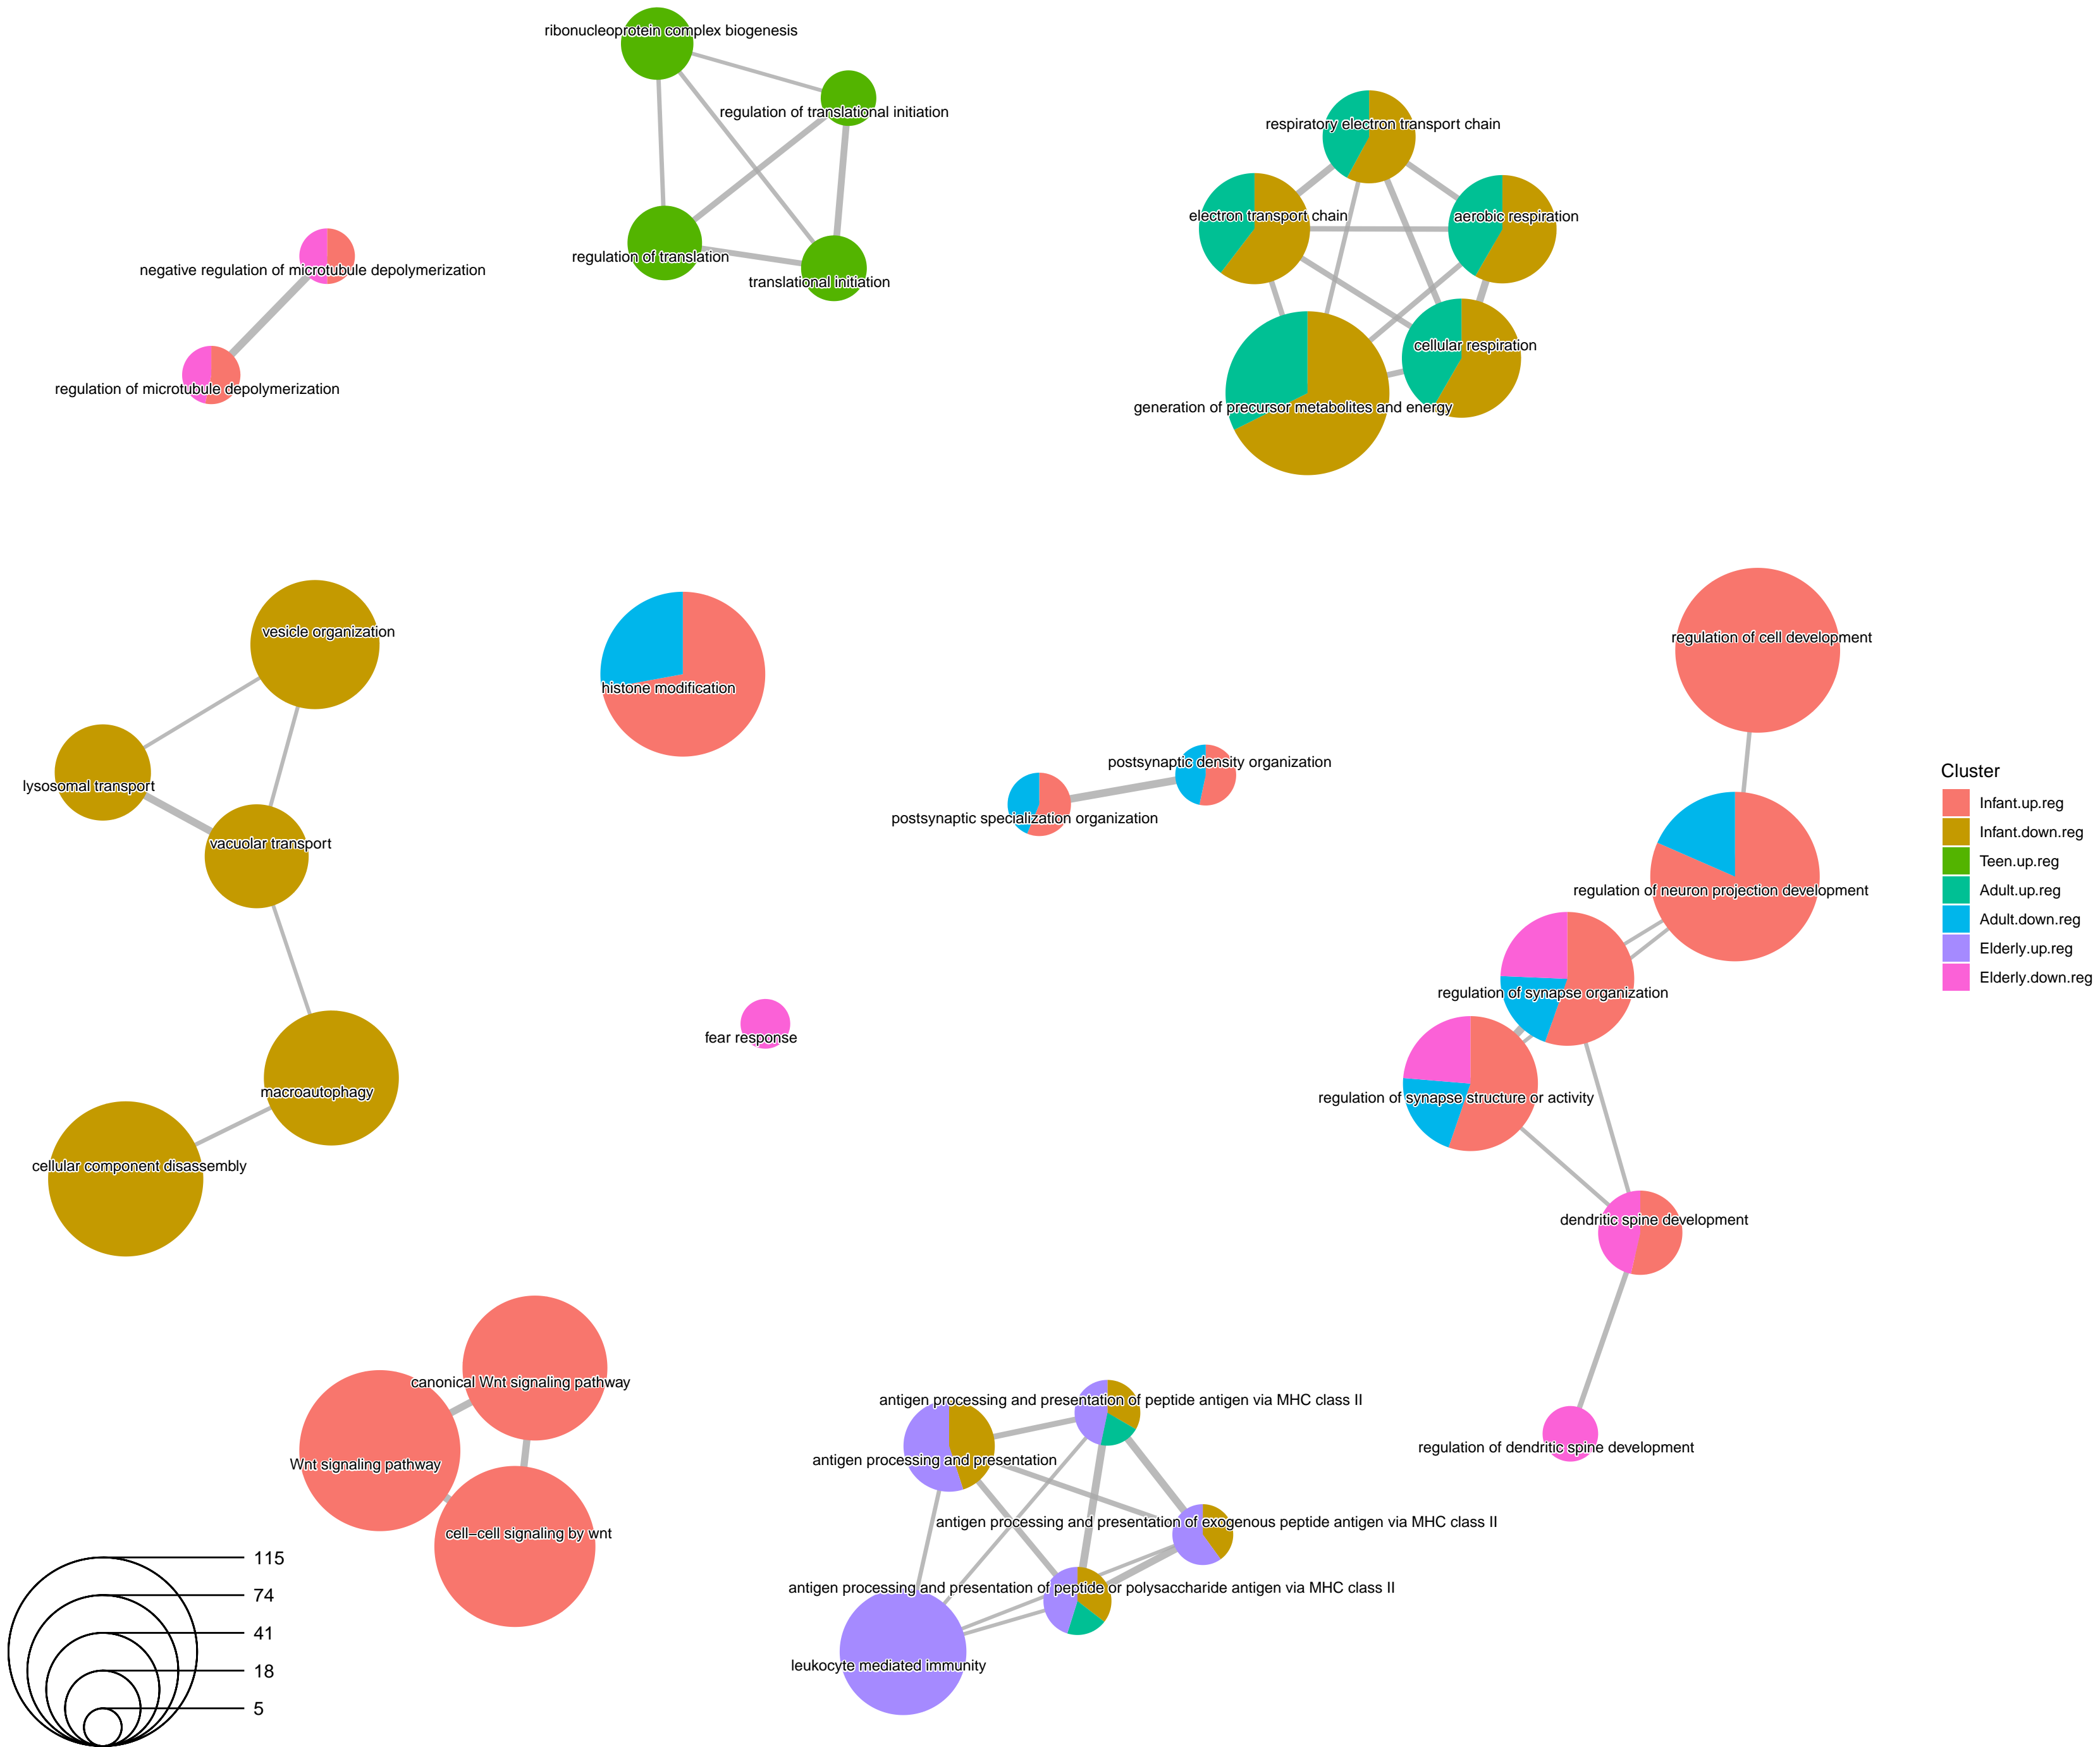 ribonucleoprotein complex biogenesis
regulation of translational initiation
respiratory electron transport chain
electron transport chain
aerobic respiration
regulation of translation
negative regulation of microtubule depolymerization
translational initiation
cellular respiration
regulation of microtubule depolymerization
generation of precursor metabolites and energy
vesicle organization
regulation of cell development
histone modification
postsynaptic density organization
lysosomal transport
postsynaptic specialization organization
vacuolar transport
regulation of neuron projection development
regulation of synapse organization
fear response
macroautophagy
regulation of synapse structure or activity
cellular component disassembly
dendritic spine development
canonical Wnt signaling pathway
antigen processing and presentation of peptide antigen via MHC class II
regulation of dendritic spine development
antigen processing and presentation
Wnt signaling pathway
antigen processing and presentation of exogenous peptide antigen via MHC class II
cell−cell signaling by wnt
antigen processing and presentation of peptide or polysaccharide antigen via MHC class II
leukocyte mediated immunity
Cluster
Infant.up.reg
Infant.down.reg
Teen.up.reg
Adult.up.reg
Adult.down.reg
Elderly.up.reg
Elderly.down.reg
115
74
41
18
5